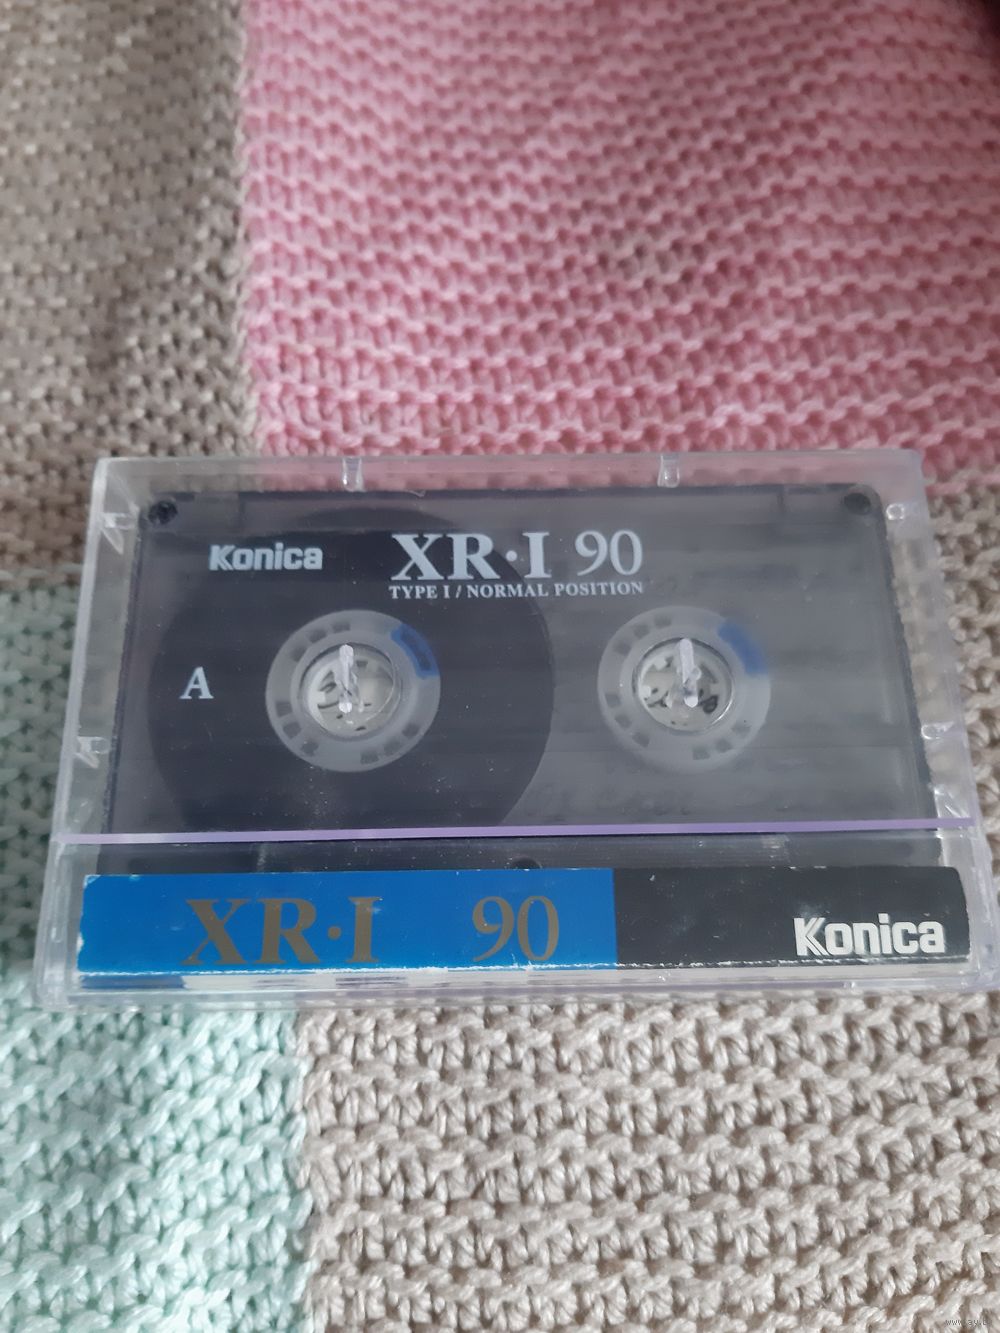 Konica
XR·I 90
TYPE I / NORMAL POSITION
A
XR·I 90
Konica